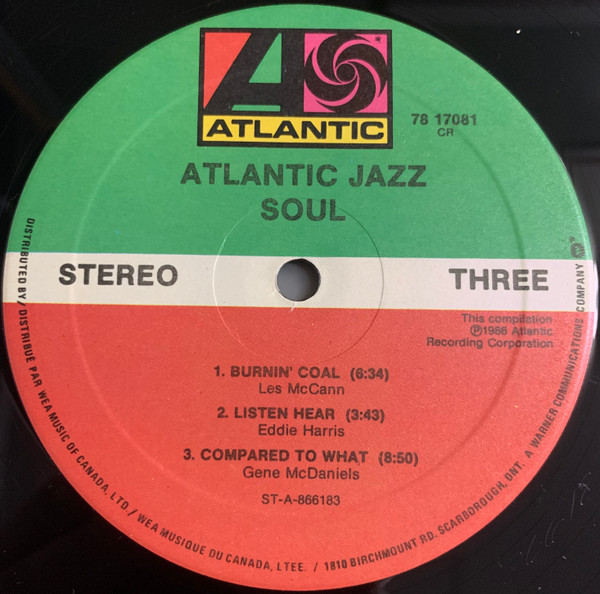 ATLANTIC
78 17081
CR
ATLANTIC JAZZ
SOUL
STEREO
THREE
This compilation
Ⓟ1986 Atlantic
Recording Corporation
1. BURNIN' COAL (6:34)
Les McCann
2. LISTEN HEAR (3:43)
Eddie Harris
3. COMPARED TO WHAT (8:50)
Gene McDaniels
ST-A-866183
DISTRIBUTED BY / DISTRIBUE PAR WEA MUSIC OF CANADA, LTD. / WEA MUSIQUE DU CANADA, LTEE. / 1810 BIRCHMOUNT RD. SCARBOROUGH, ONT. A WARNER COMMUNICATIONS COMPANY